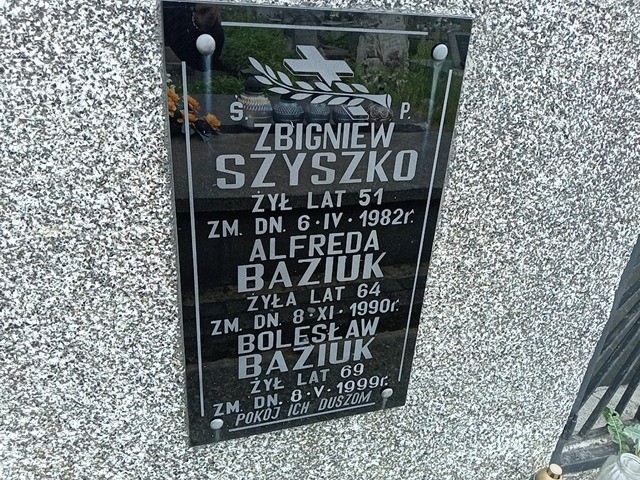 Ś. P.
ZBIGNIEW
SZYSZKO
ŻYŁ LAT 51
ZM. DN. 6·IV·1982r.
ALFREDA
BAZIUK
ŻYŁA LAT 64
ZM. DN. 8·XI·1990r.
BOLESŁAW
BAZIUK
ŻYŁ LAT 69
ZM. DN. 8·V·1999r.
POKÓJ ICH DUSZOM